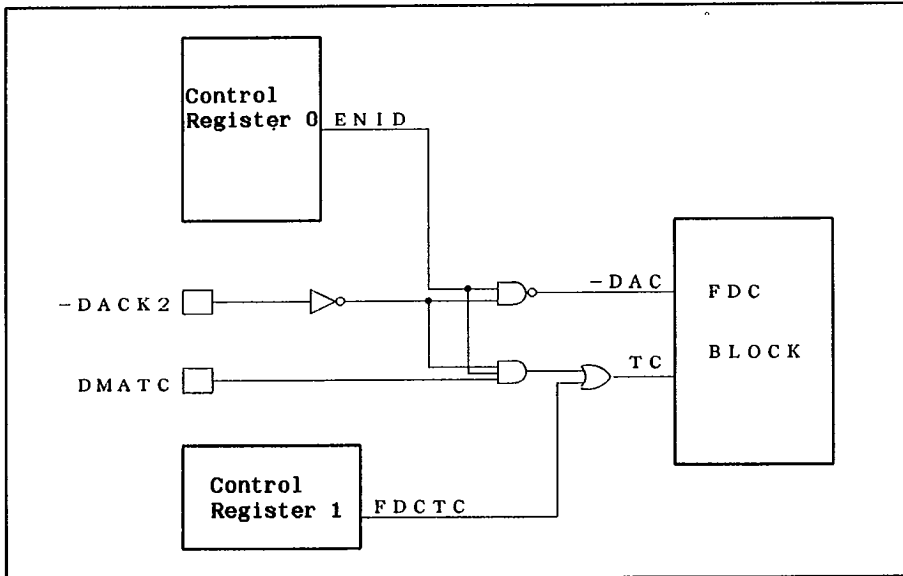 Control
Register 0
ENID
-DACK2
-DAC
FDC
BLOCK
DMATC
TC
Control
Register 1
FDCTC